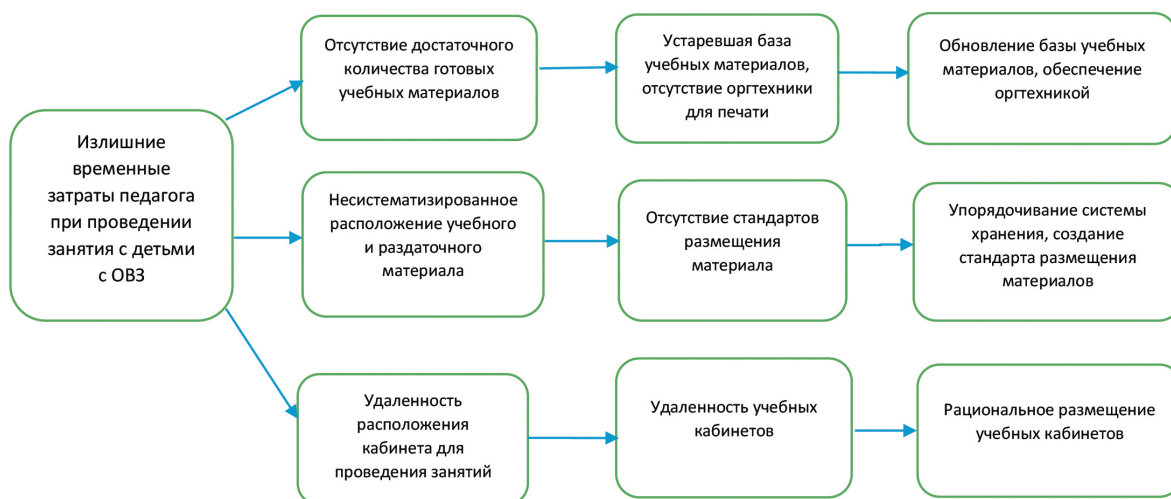 Излишние
временные
затраты педагога
при проведении
занятия с детьми
с ОВЗ
Отсутствие достаточного
количества готовых
учебных материалов
Устаревшая база
учебных материалов,
отсутствие оргтехники
для печати
Обновление базы учебных
материалов, обеспечение
оргтехникой
Несистематизированное
расположение учебного
и раздаточного
материала
Отсутствие стандартов
размещения
материала
Упорядочивание системы
хранения, создание
стандарта размещения
материалов
Удаленность
расположения
кабинета для
проведения занятий
Удаленность учебных
кабинетов
Рациональное размещение
учебных кабинетов